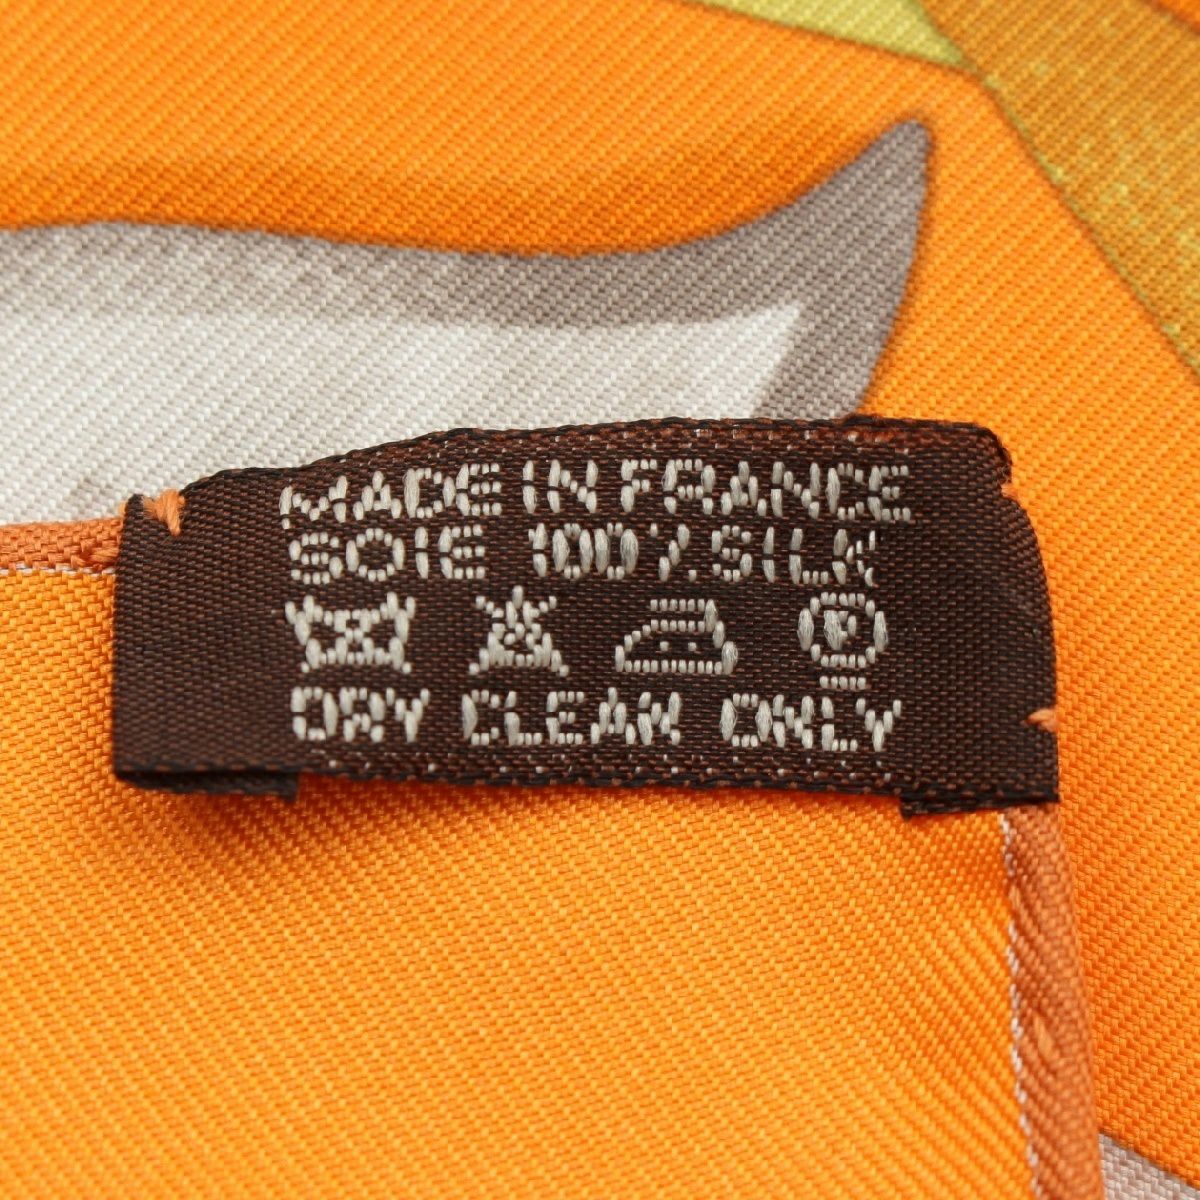 MADE IN FRANCE
SOIE 100% SILK
P
DRY CLEAN ONLY